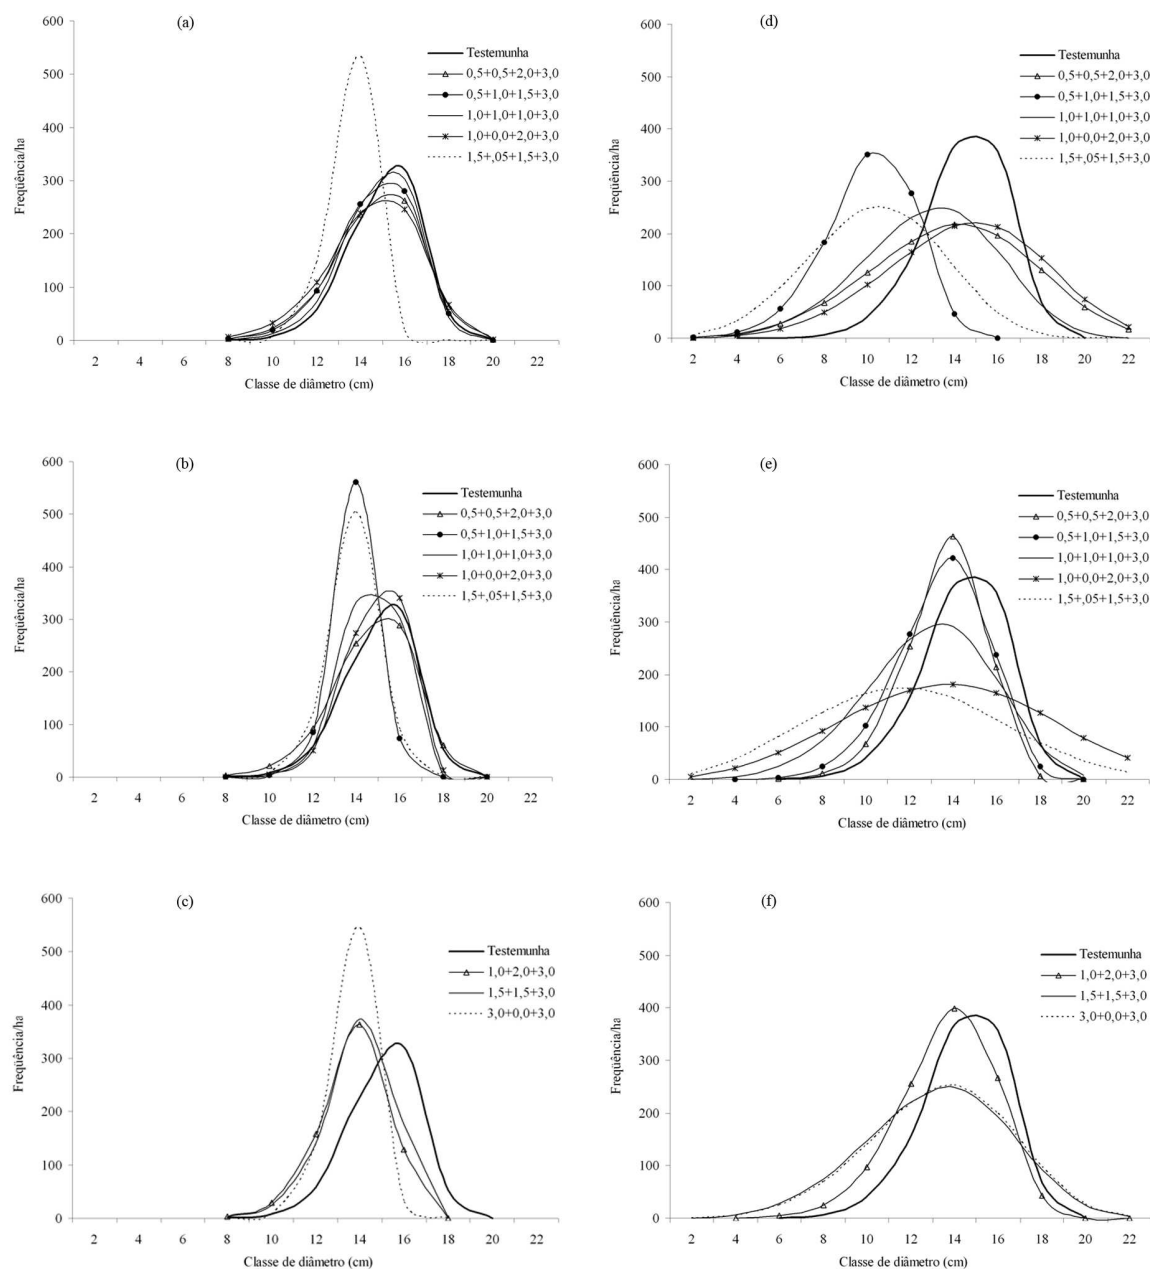 (a)
600
500
400
300
200
100
0
Freqüência/ha
Testemunha
0,5+0,5+2,0+3,0
0,5+1,0+1,5+3,0
1,0+1,0+1,0+3,0
1,0+0,0+2,0+3,0
1,5+,05+1,5+3,0
2 4 6 8 10 12 14 16 18 20 22
Classe de diâmetro (cm)
(d)
600
500
400
300
200
100
0
Freqüência/ha
Testemunha
0,5+0,5+2,0+3,0
0,5+1,0+1,5+3,0
1,0+1,0+1,0+3,0
1,0+0,0+2,0+3,0
1,5+,05+1,5+3,0
2 4 6 8 10 12 14 16 18 20 22
Classe de diâmetro (cm)
(b)
600
500
400
300
200
100
0
Freqüência/ha
Testemunha
0,5+0,5+2,0+3,0
0,5+1,0+1,5+3,0
1,0+1,0+1,0+3,0
1,0+0,0+2,0+3,0
1,5+,05+1,5+3,0
2 4 6 8 10 12 14 16 18 20 22
Classe de diâmetro (cm)
(e)
600
500
400
300
200
100
0
Freqüência/ha
Testemunha
0,5+0,5+2,0+3,0
0,5+1,0+1,5+3,0
1,0+1,0+1,0+3,0
1,0+0,0+2,0+3,0
1,5+,05+1,5+3,0
2 4 6 8 10 12 14 16 18 20 22
Classe de diâmetro (cm)
(c)
600
500
400
300
200
100
0
Freqüência/ha
Testemunha
1,0+2,0+3,0
1,5+1,5+3,0
3,0+0,0+3,0
2 4 6 8 10 12 14 16 18 20 22
Classe de diâmetro (cm)
(f)
600
500
400
300
200
100
0
Freqüência/ha
Testemunha
1,0+2,0+3,0
1,5+1,5+3,0
3,0+0,0+3,0
2 4 6 8 10 12 14 16 18 20 22
Classe de diâmetro (cm)